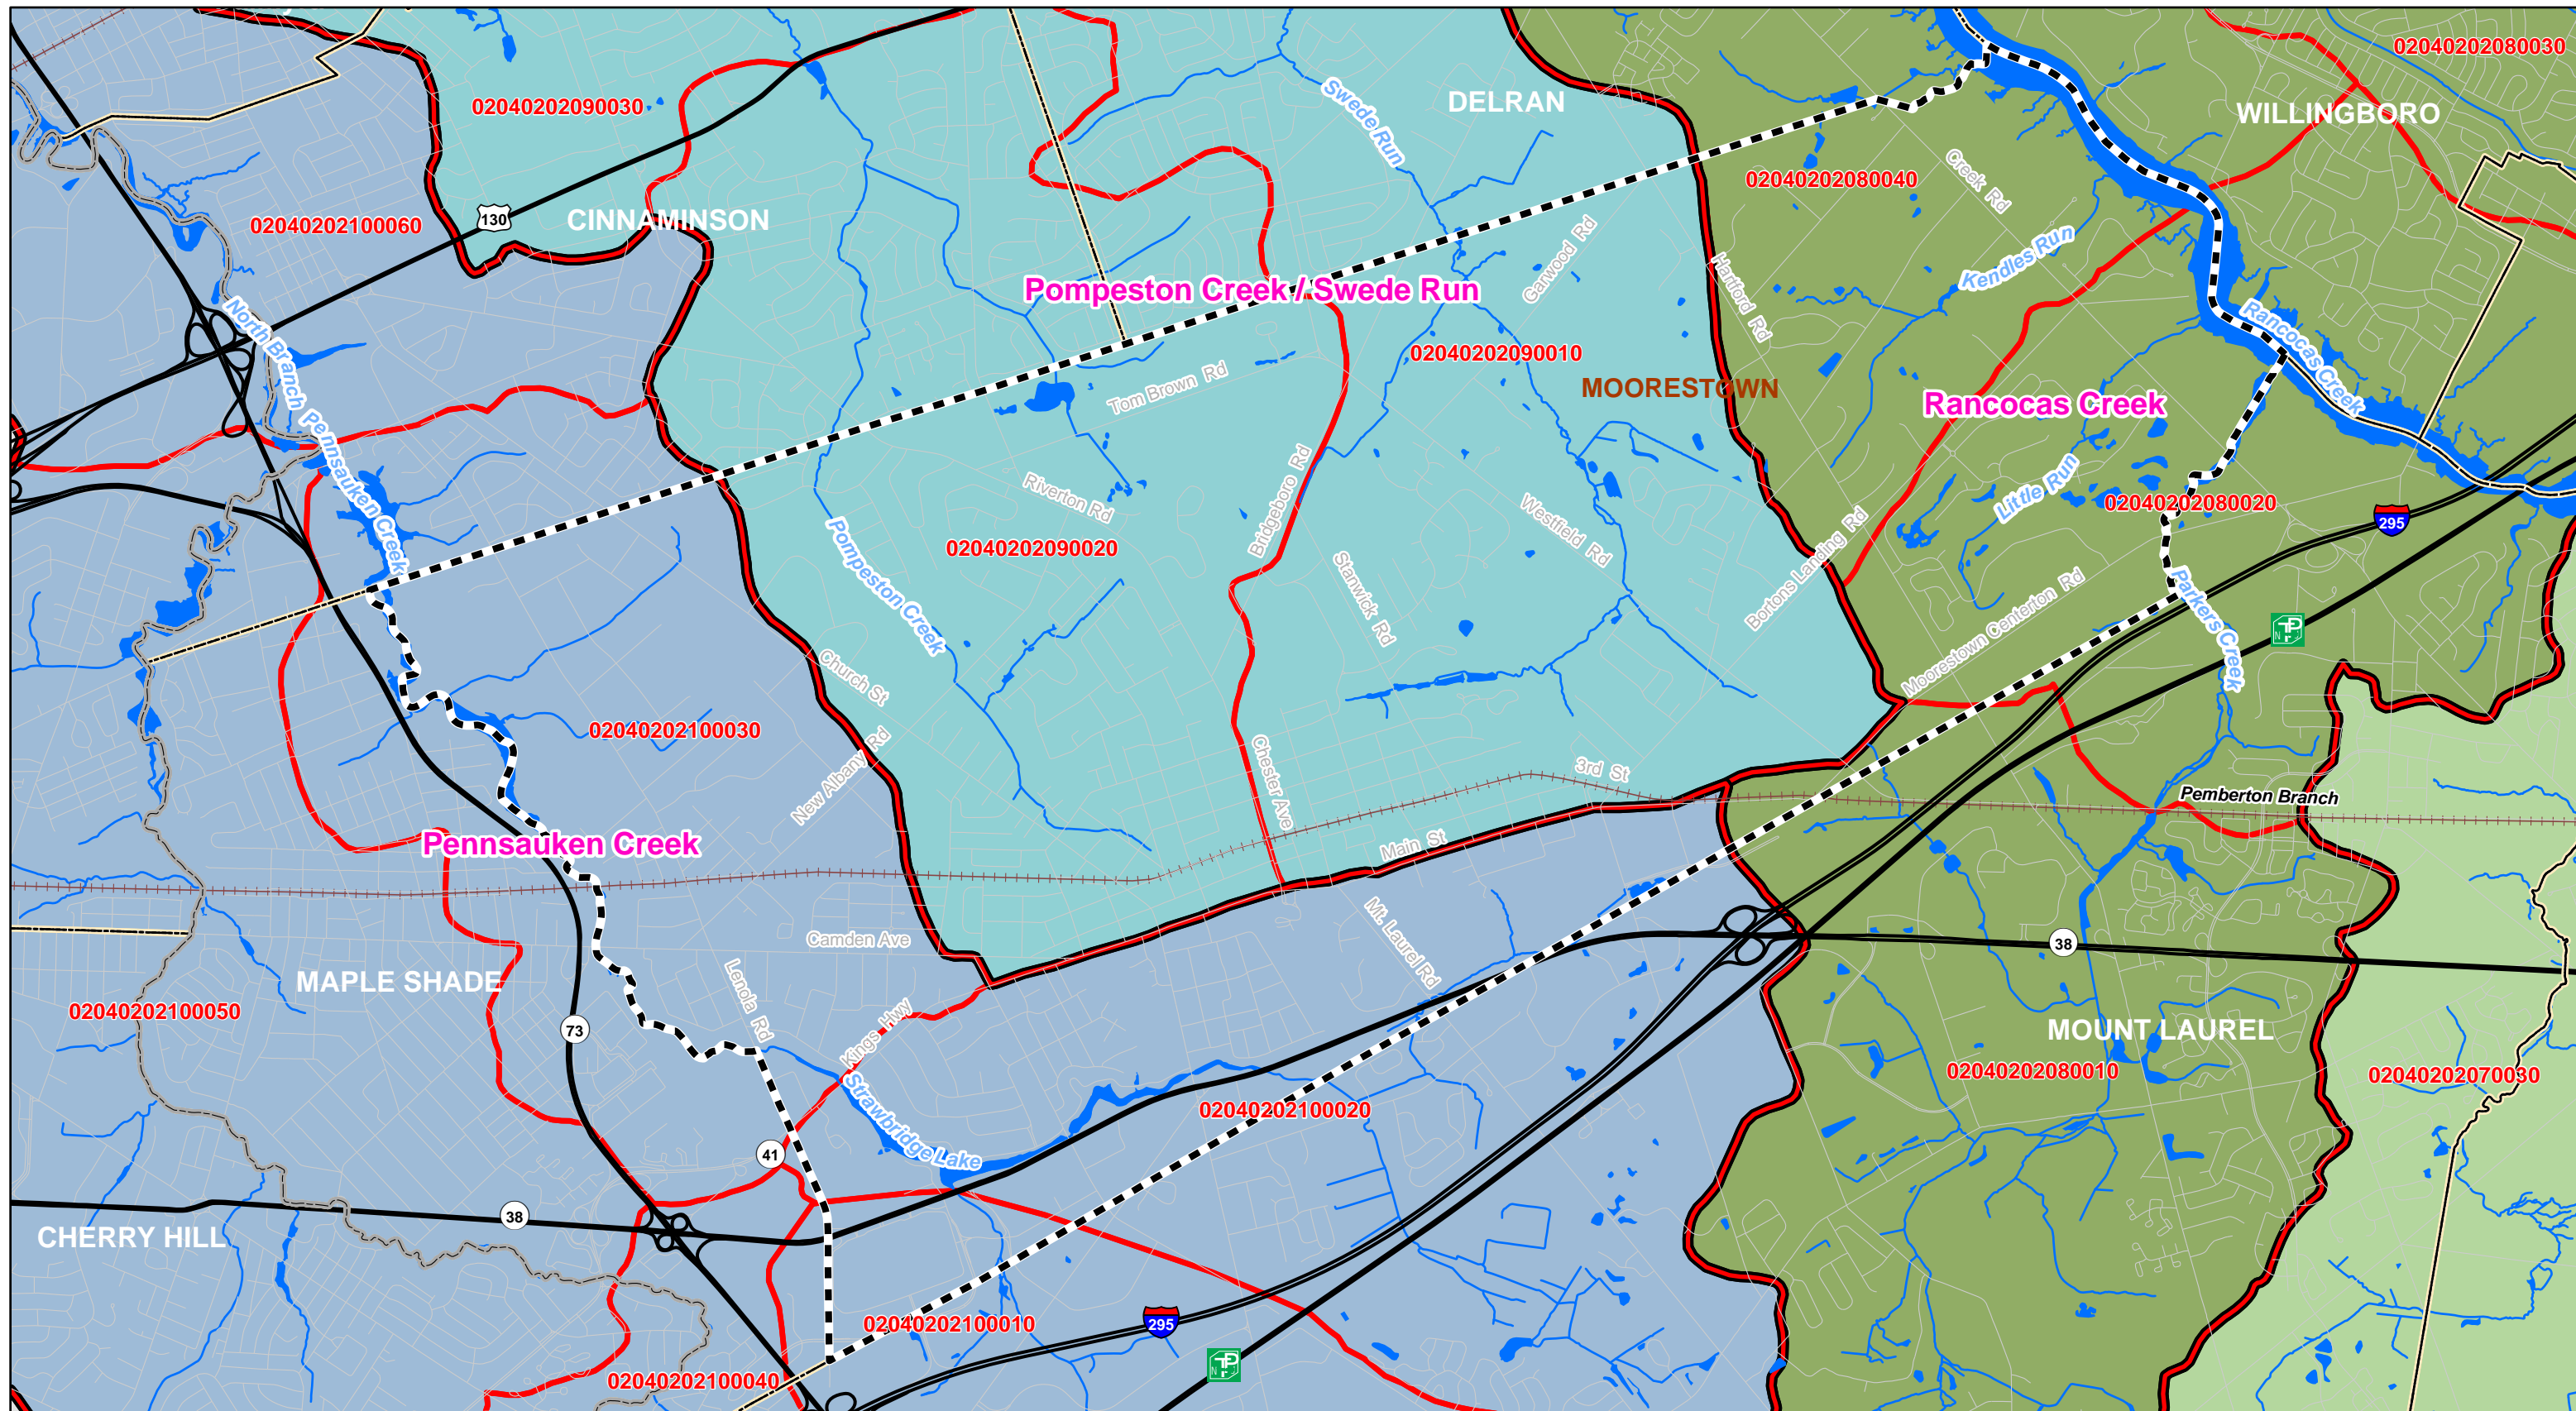 02040202080030
DELRAN
WILLINGBORO
Swede Run
02040202090030
Creek Rd
02040202080040
130
CINNAMINSON
02040202100060
Garwood Rd
Kendles Run
Hartford Rd
Pompeston Creek / Swede Run
Rancocas Creek
North Branch Pennsauken Creek
02040202090010
Tom Brown Rd
MOORESTOWN
Rancocas Creek
Riverton Rd
Bridgeboro Rd
Westfield Rd
Little Run
02040202080020
295
02040202090020
Pompeston Creek
Stanwick Rd
Bortons Landing Rd
Moorestown Centerton Rd
Parkers Creek
N
TP
Church St
02040202100030
New Albany Rd
Chester Ave
3rd St
Pemberton Branch
Pennsauken Creek
Main St
Camden Ave
Mt. Laurel Rd
38
MAPLE SHADE
Lenola Rd
02040202100050
73
Kings Hwy
MOUNT LAUREL
02040202080010
02040202070030
Strawbridge Lake
02040202100020
41
38
CHERRY HILL
02040202100010
295
N
TP
02040202100040